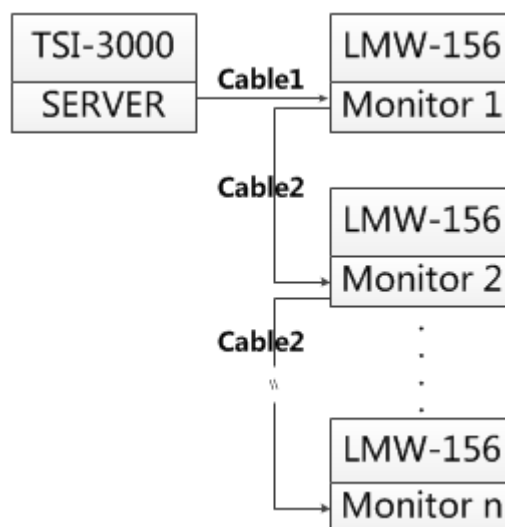 TSI-3000
SERVER
Cable1
LMW-156
Monitor 1
Cable2
LMW-156
Monitor 2
Cable2
LMW-156
Monitor n